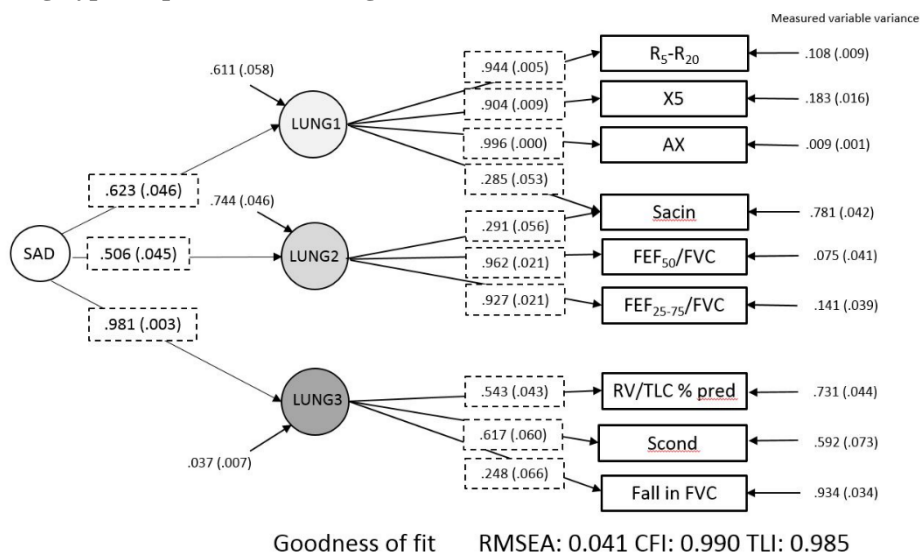 Measured variable variance
R5-R20
.108 (.009)
.944 (.005)
.611 (.058)
X5
.183 (.016)
.904 (.009)
LUNG1
AX
.009 (.001)
.996 (.000)
.285 (.053)
.623 (.046)
.744 (.046)
Sacin
.781 (.042)
.291 (.056)
SAD
.506 (.045)
LUNG2
.962 (.021)
FEF50/FVC
.075 (.041)
.927 (.021)
FEF25-75/FVC
.141 (.039)
.981 (.003)
LUNG3
.543 (.043)
RV/TLC % pred
.731 (.044)
.617 (.060)
Scond
.592 (.073)
.037 (.007)
.248 (.066)
Fall in FVC
.934 (.034)
Goodness of fit RMSEA: 0.041 CFI: 0.990 TLI: 0.985